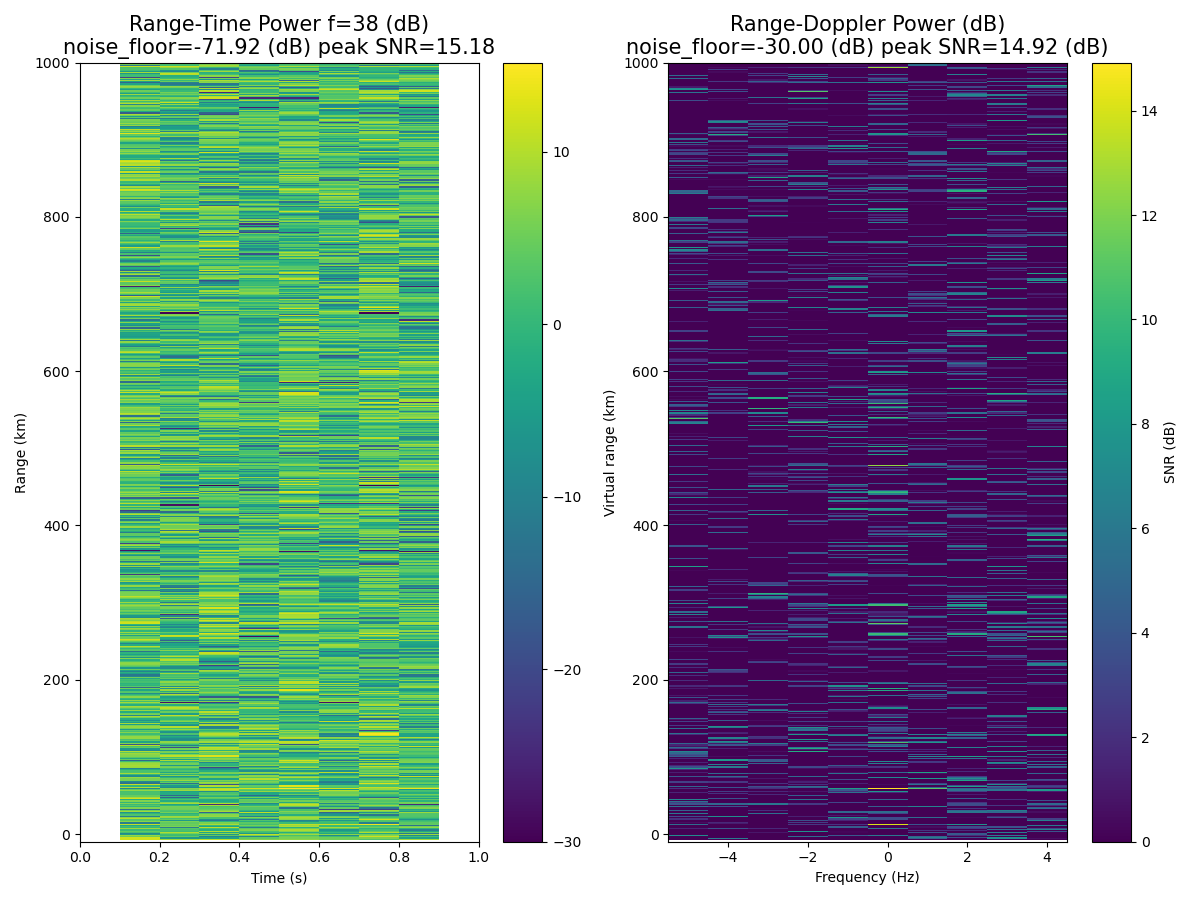 Range-Time Power f=38 (dB)
noise_floor=-71.92 (dB) peak SNR=15.18
Range-Doppler Power (dB)
noise_floor=-30.00 (dB) peak SNR=14.92 (dB)
1000
800
600
400
200
0
Range (km)
0.0 0.2 0.4 0.6 0.8 1.0
Time (s)
10
0
−10
−20
−30
1000
800
600
400
200
0
Virtual range (km)
−4 −2 0 2 4
Frequency (Hz)
14
12
10
8
6
4
2
0
SNR (dB)